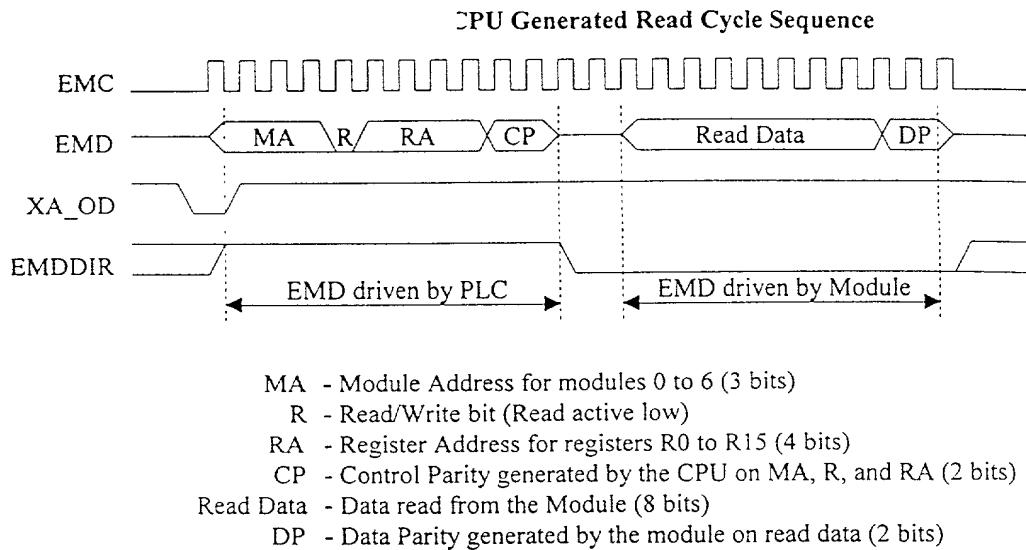 CPU Generated Read Cycle Sequence
EMC
EMD MA R RA CP Read Data DP
XA_OD
EMDDIR
EMD driven by PLC EMD driven by Module
MA - Module Address for modules 0 to 6 (3 bits)
R - Read/Write bit (Read active low)
RA - Register Address for registers R0 to R15 (4 bits)
CP - Control Parity generated by the CPU on MA, R, and RA (2 bits)
Read Data - Data read from the Module (8 bits)
DP - Data Parity generated by the module on read data (2 bits)